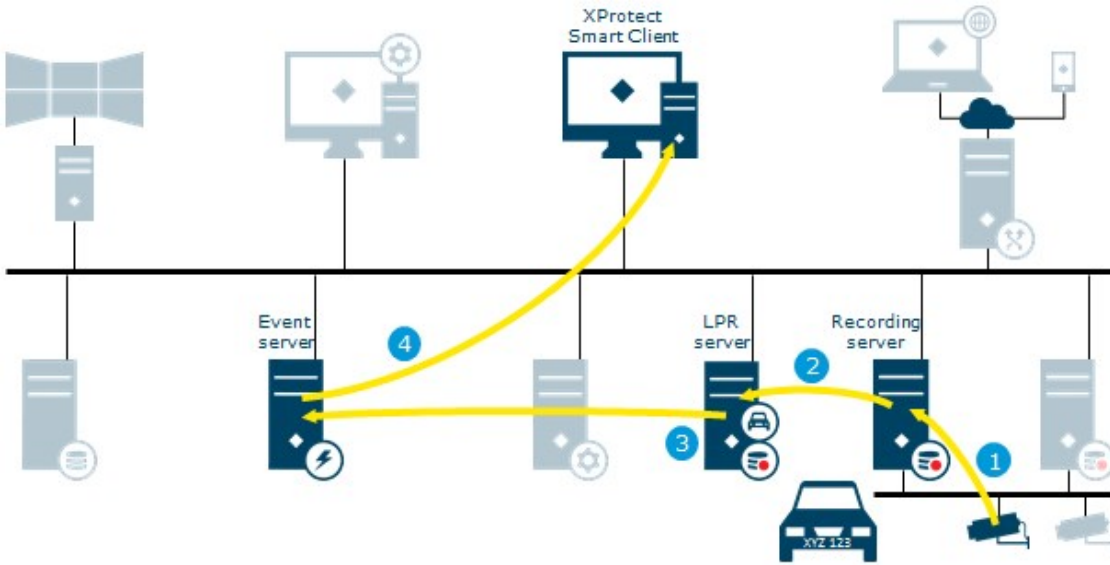 XProtect
Smart Client
Event
server
4
LPR
server
Recording
server
2
3
1
XYZ 123